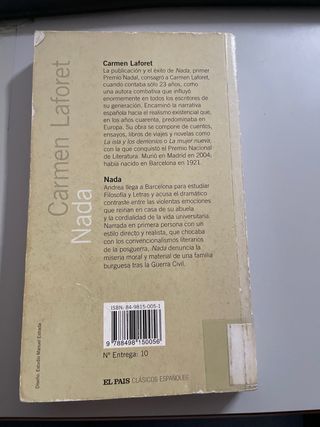 Carmen Laforet
La publicación y el éxito de Nada, primer
Premio Nadal, consagró a Carmen Laforet,
cuando contaba sólo 23 años, como
una autora combativa que influyó
enormemente en todos los escritores de
su generación. Encaminó la narrativa
española hacia el realismo existencial que,
en los años cuarenta, predominaba en
Europa. Su obra se compone de cuentos,
ensayos, libros de viajes y novelas como
La isla y los demonios o La mujer nueva,
con la que conquistó el Premio Nacional
de Literatura. Murió en Madrid en 2004;
había nacido en Barcelona en 1921.
Nada
Andrea llega a Barcelona para estudiar
Filosofía y Letras y acusa el dramático
contraste entre las violentas emociones
que reinan en casa de su abuela
y la cordialidad de la vida universitaria.
Narrada en primera persona con un
estilo directo y realista, que chocaba
con los convencionalismos literarios
de la posguerra, Nada denuncia la
miseria moral y material de una familia
burguesa tras la Guerra Civil.
Carmen Laforet
Nada
ISBN: 84-9815-005-1
9 788498 150056
Nº Entrega: 10
EL PAIS CLÁSICOS ESPAÑOLES
Diseño: Estudio Manuel Estrada